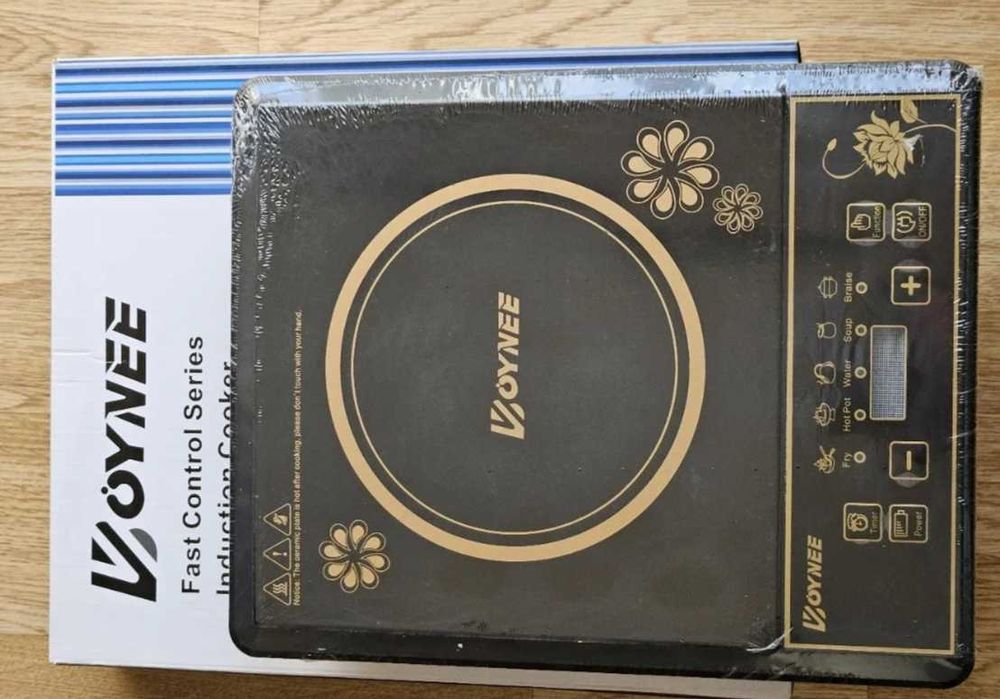 VOYNEE
Fast Control Series
Induction Cooker
Notice: The ceramic plate is hot after cooking, please don't touch with your hand.
VOYNEE
Fry
Hot Pot
Water
Soup
Braise
Timer
Function
−
+
Power
ON/OFF
VOYNEE